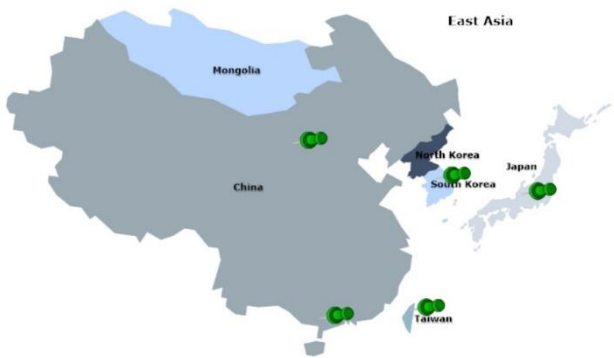 East Asia
Mongolia
North Korea
Japan
South Korea
China
Taiwan